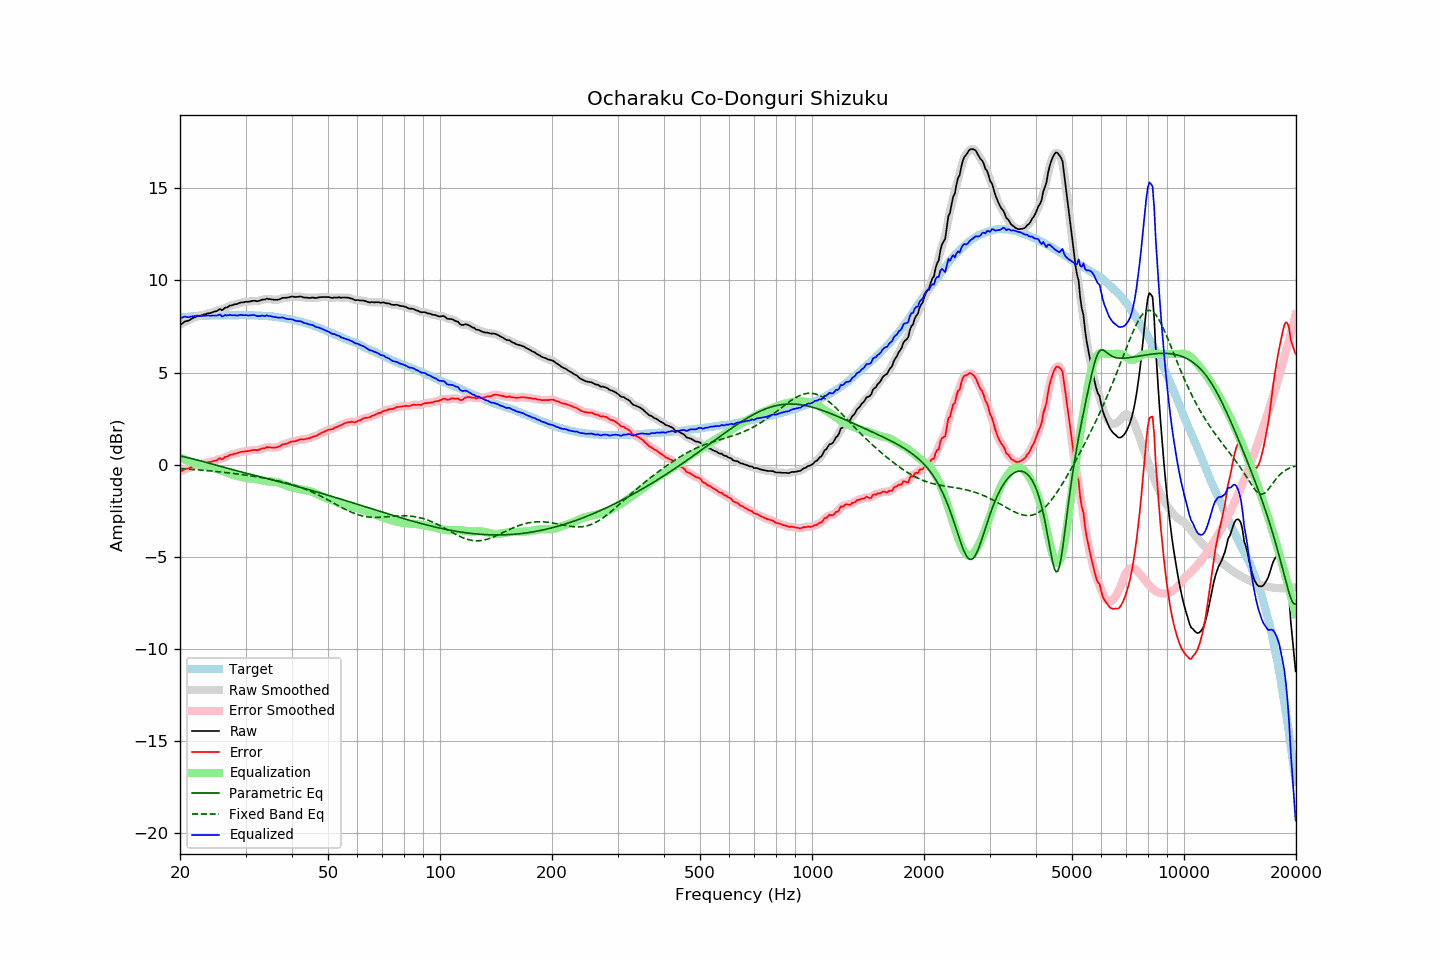 Ocharaku Co-Donguri Shizuku
Amplitude (dBr)
15
10
5
0
−5
−10
−15
−20
Target
Raw Smoothed
Error Smoothed
Raw
Error
Equalization
Parametric Eq
Fixed Band Eq
Equalized
20 50 100 200 500 1000 2000 5000 10000 20000
Frequency (Hz)